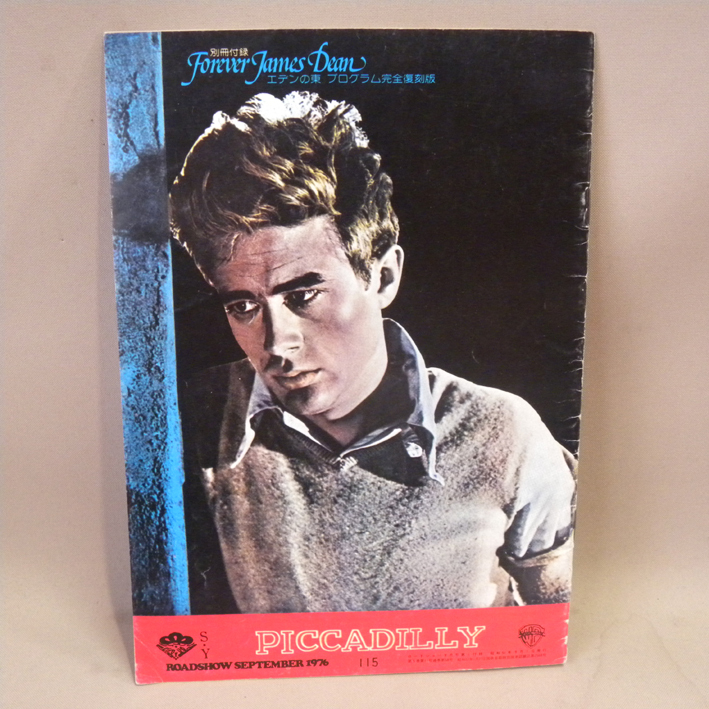 別冊付録
Forever James Dean
エデンの東 プログラム完全復刻版
S・Y
PICCADILLY
ROADSHOW SEPTEMBER 1976
115